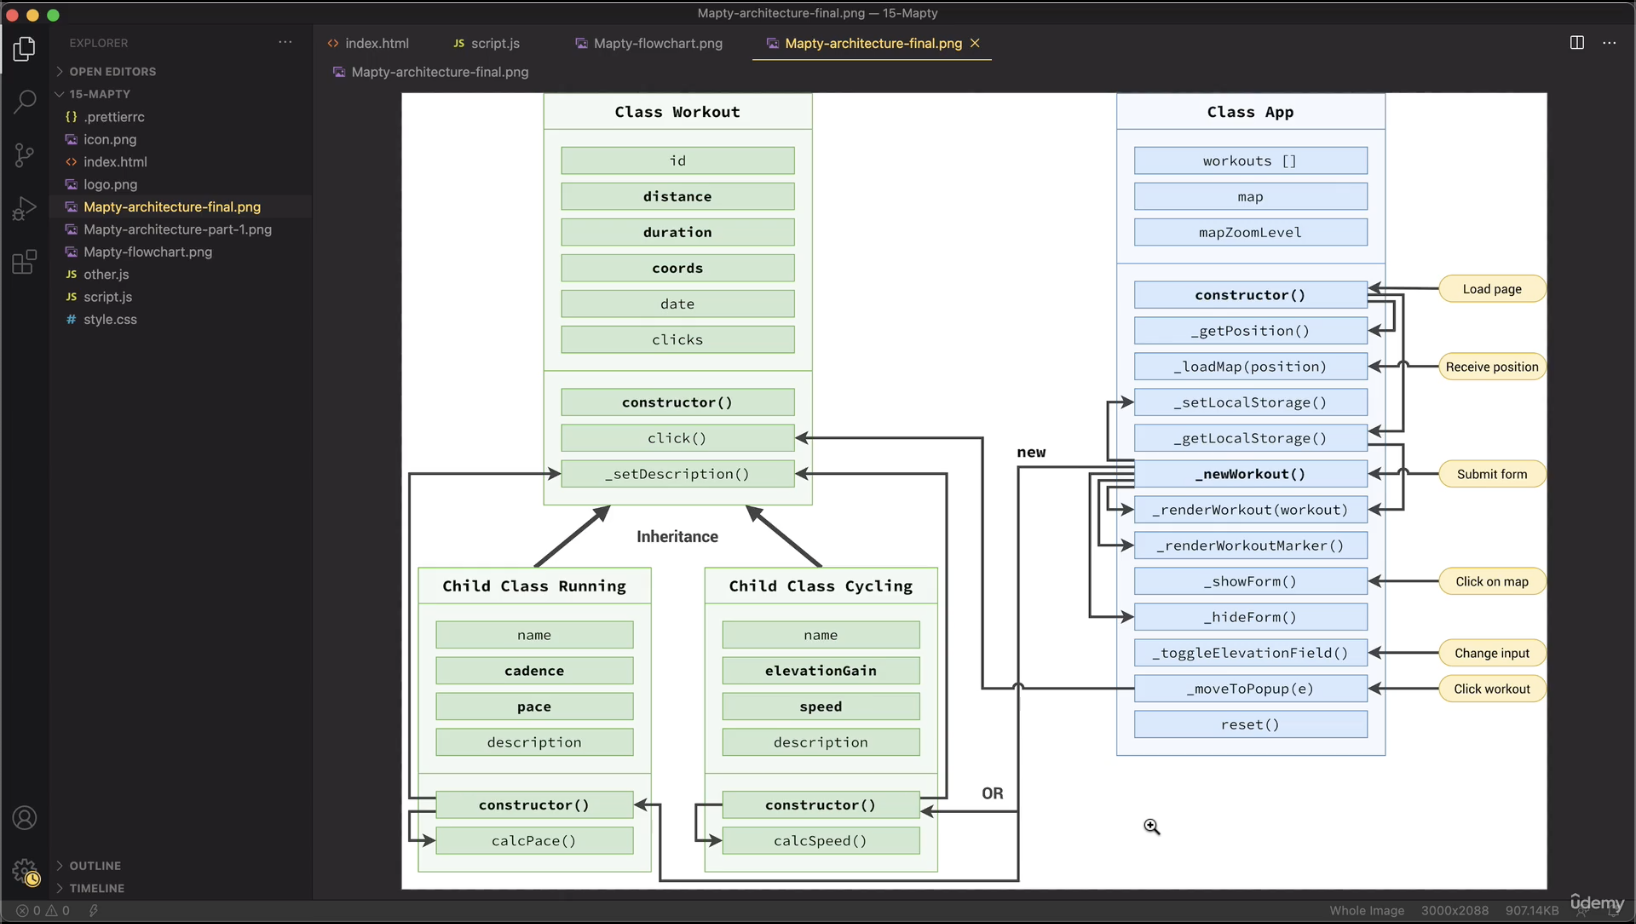 Mapty-architecture-final.png — 15-Mapty
EXPLORER
OPEN EDITORS
15-MAPTY
{} .prettierrc
icon.png
<> index.html
logo.png
Mapty-architecture-final.png
Mapty-architecture-part-1.png
Mapty-flowchart.png
JS other.js
JS script.js
# style.css
OUTLINE
TIMELINE
<> index.html
JS script.js
Mapty-flowchart.png
Mapty-architecture-final.png
Mapty-architecture-final.png
Class Workout
id
distance
duration
coords
date
clicks
constructor()
click()
_setDescription()
Inheritance
Child Class Running
name
cadence
pace
description
constructor()
calcPace()
Child Class Cycling
name
elevationGain
speed
description
constructor()
calcSpeed()
new
OR
Class App
workouts []
map
mapZoomLevel
constructor()
_getPosition()
_loadMap(position)
_setLocalStorage()
_getLocalStorage()
_newWorkout()
_renderWorkout(workout)
_renderWorkoutMarker()
_showForm()
_hideForm()
_toggleElevationField()
_moveToPopup(e)
reset()
Load page
Receive position
Submit form
Click on map
Change input
Click workout
0 0
Whole Image 3000x2088 907.14KB
udemy